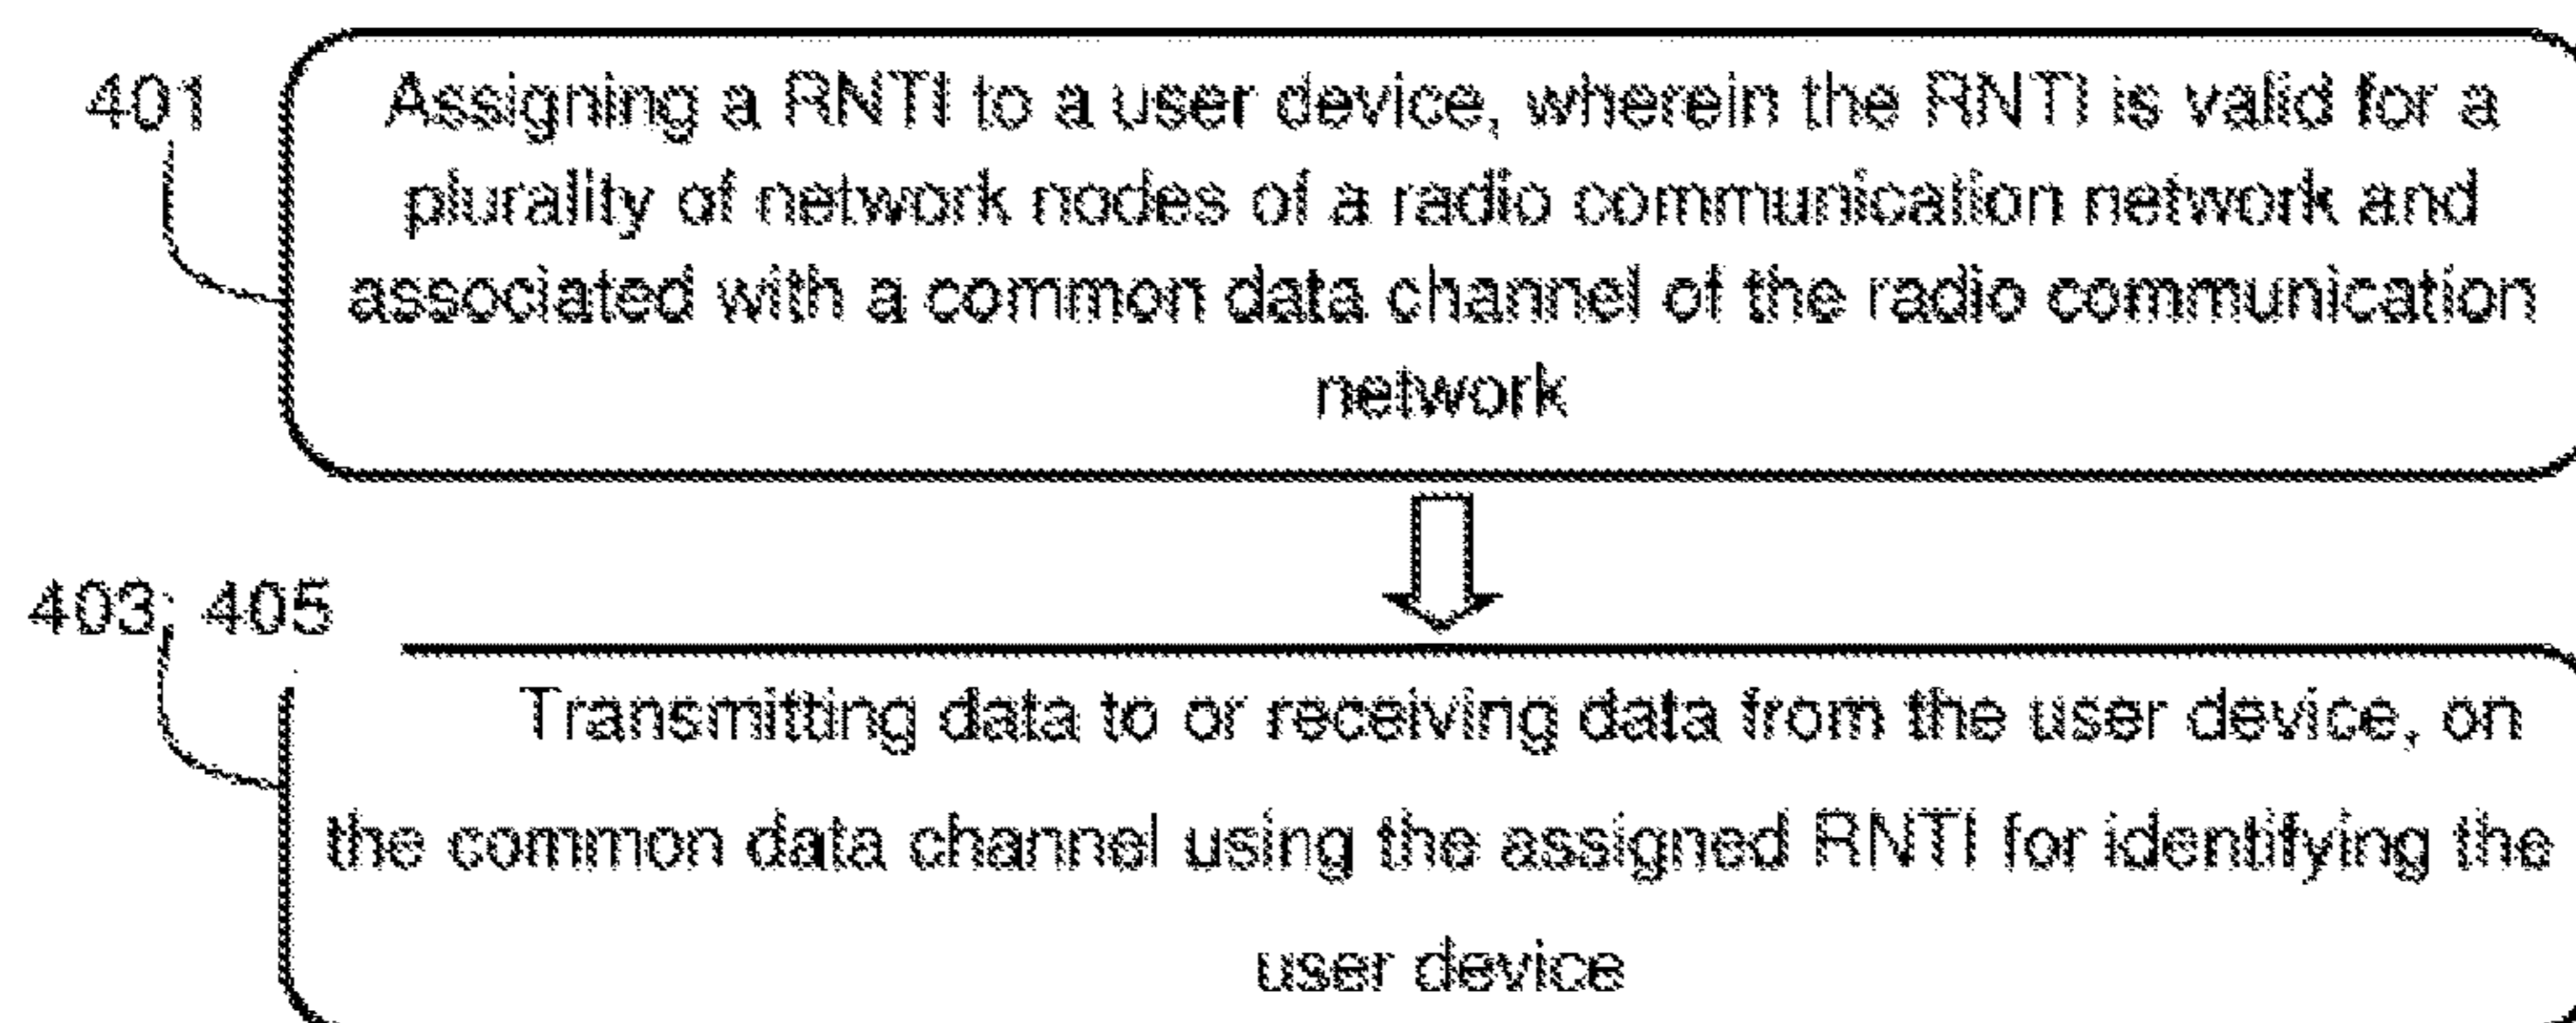 401
Assigning a RNTI to a user device, wherein the RNTI is valid for a
plurality of network nodes of a radio communication network and
associated with a common data channel of the radio communication
network
403; 405
Transmitting data to or receiving data from the user device, on
the common data channel using the assigned RNTI for identifying the
user device